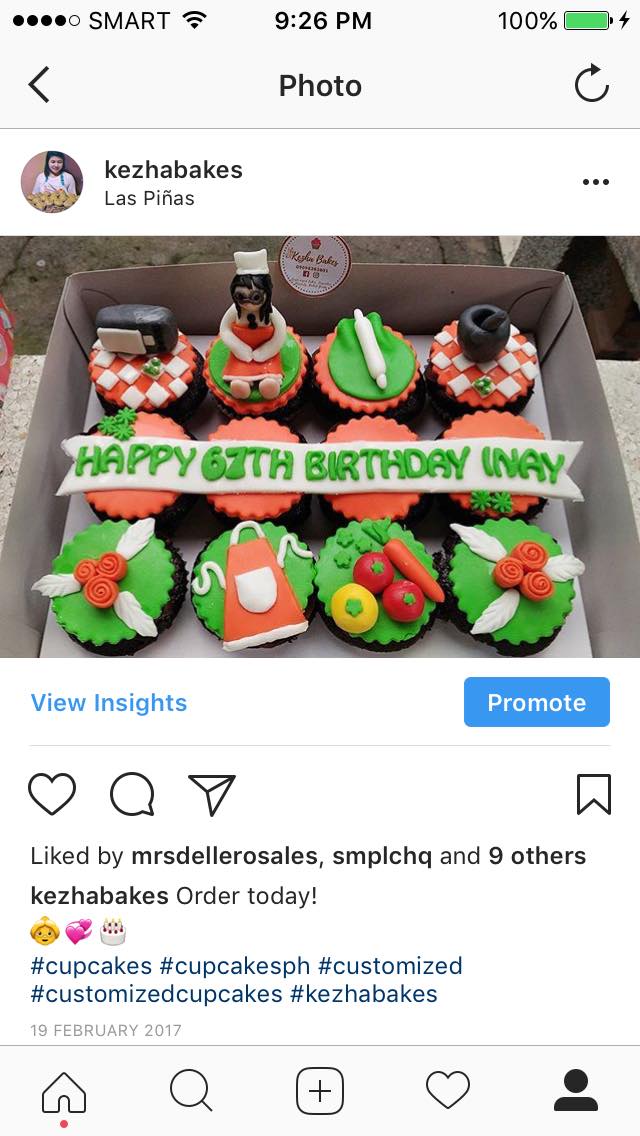 SMART 9:26 PM 100%
Photo
kezhabakes
Las Piñas
Kezha Bakes
HAPPY 67TH BIRTHDAY INAY
View Insights
Promote
Liked by mrsdellerosales, smplchq and 9 others
kezhabakes Order today!
#cupcakes #cupcakesph #customized
#customizedcupcakes #kezhabakes
19 FEBRUARY 2017